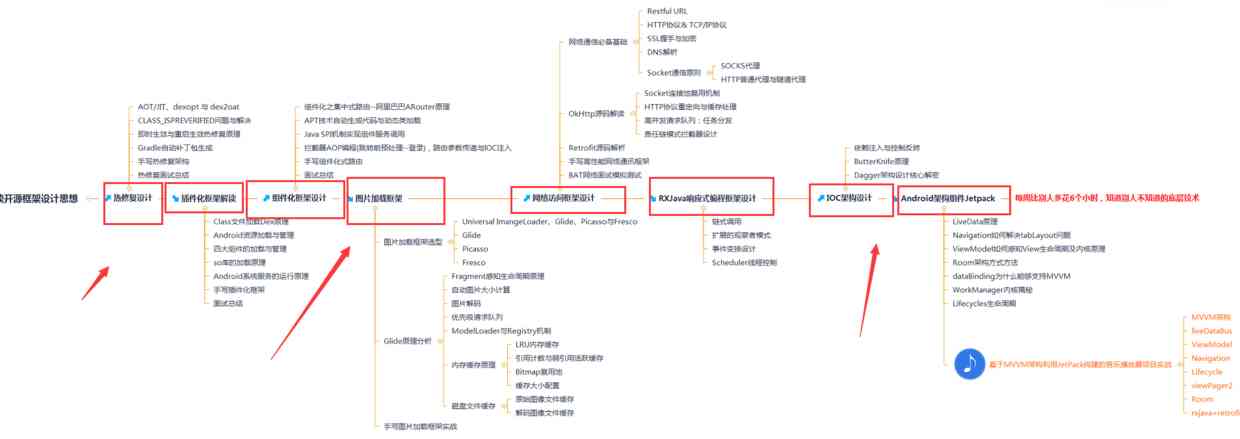 开源框架设计思想
热修复设计
AOT/JIT、dexopt 与 dex2oat
CLASS_ISPREVERIFIED问题与解决
即时生效与重启生效热修复原理
Gradle自动补丁包生成
手写热修复架构
热修复面试总结
插件化框架解读
Class文件加载Dex原理
Android资源加载与管理
四大组件的加载与管理
so库的加载原理
Android系统服务的运行原理
手写插件化框架
面试总结
组件化框架设计
组件化之集中式路由--阿里巴巴ARouter原理
APT技术自动生成代码与动态类加载
Java SPI机制实现组件服务调用
拦截器AOP编程(跳转前预处理--登录)，路由参数传递与IOC注入
手写组件化式路由
面试总结
图片加载框架
图片加载框架选型
Universal ImangeLoader、Glide、Picasso与Fresco
Glide
Picasso
Fresco
Glide原理分析
Fragment感知生命周期原理
自动图片大小计算
图片解码
优先级请求队列
ModelLoader与Registry机制
内存缓存原理
LRU内存缓存
引用计数与弱引用活跃缓存
Bitmap复用池
缓存大小配置
磁盘文件缓存
原始图像文件缓存
解码图像文件缓存
手写图片加载框架实战
网络访问框架设计
网络通信必备基础
Restful URL
HTTP协议& TCP/IP协议
SSL握手与加密
DNS解析
Socket通信原则
SOCKS代理
HTTP普通代理与隧道代理
OkHttp源码解读
Socket连接池复用机制
HTTP协议重定向与缓存处理
高并发请求队列：任务分发
责任链模式拦截器设计
Retrofit源码解析
手写高性能网络通讯框架
BAT网络面试模拟测试
RXJava响应式编程框架设计
链式调用
扩展的观察者模式
事件变换设计
Scheduler线程控制
IOC架构设计
依赖注入与控制反转
ButterKnife原理
Dagger架构设计核心解密
Android架构组件Jetpack
每周比别人多花6个小时，知道别人不知道的底层技术
LiveData原理
Navigation如何解决tabLayout问题
ViewModel如何感知View生命周期及内核原理
Room架构方式方法
dataBinding为什么能够支持MVVM
WorkManager内核揭秘
Lifecycles生命周期
基于MVVM架构利用JetPack构建的音乐播放器项目实战
MVVM架构
liveDataBus
ViewModel
Navigation
Lifecycle
viewPager2
Room
rxjava+retrofi